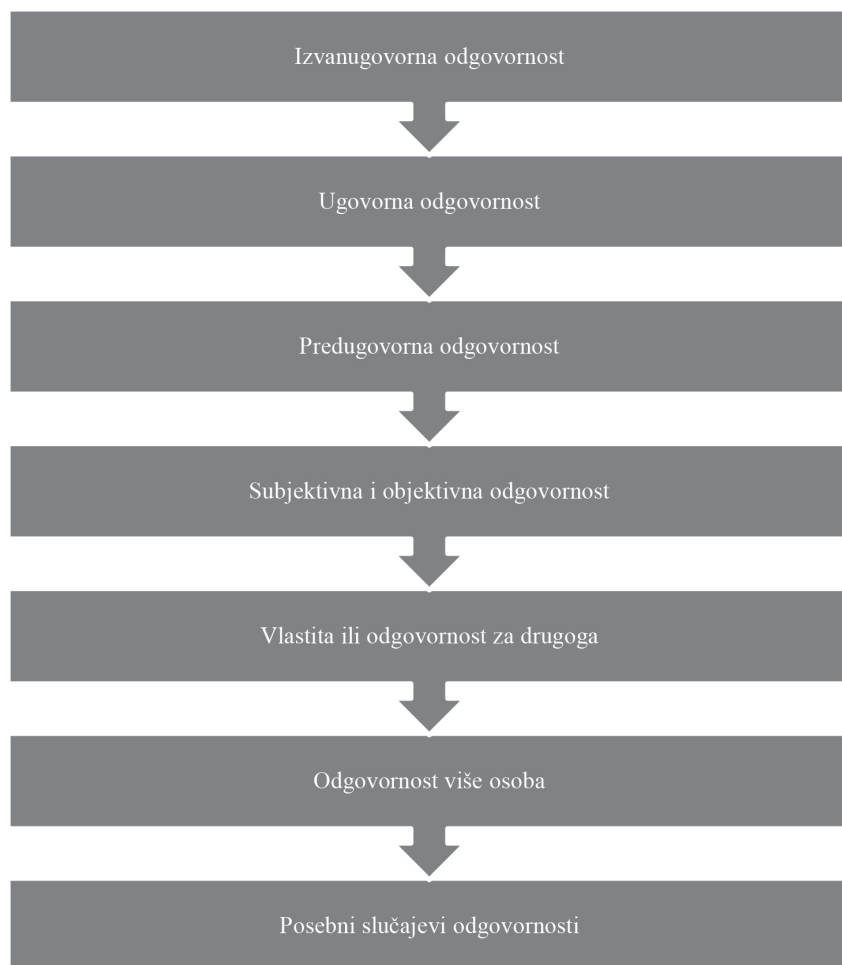 Izvanugovorna odgovornost
Ugovorna odgovornost
Predugovorna odgovornost
Subjektivna i objektivna odgovornost
Vlastita ili odgovornost za drugoga
Odgovornost više osoba
Posebni slučajevi odgovornosti